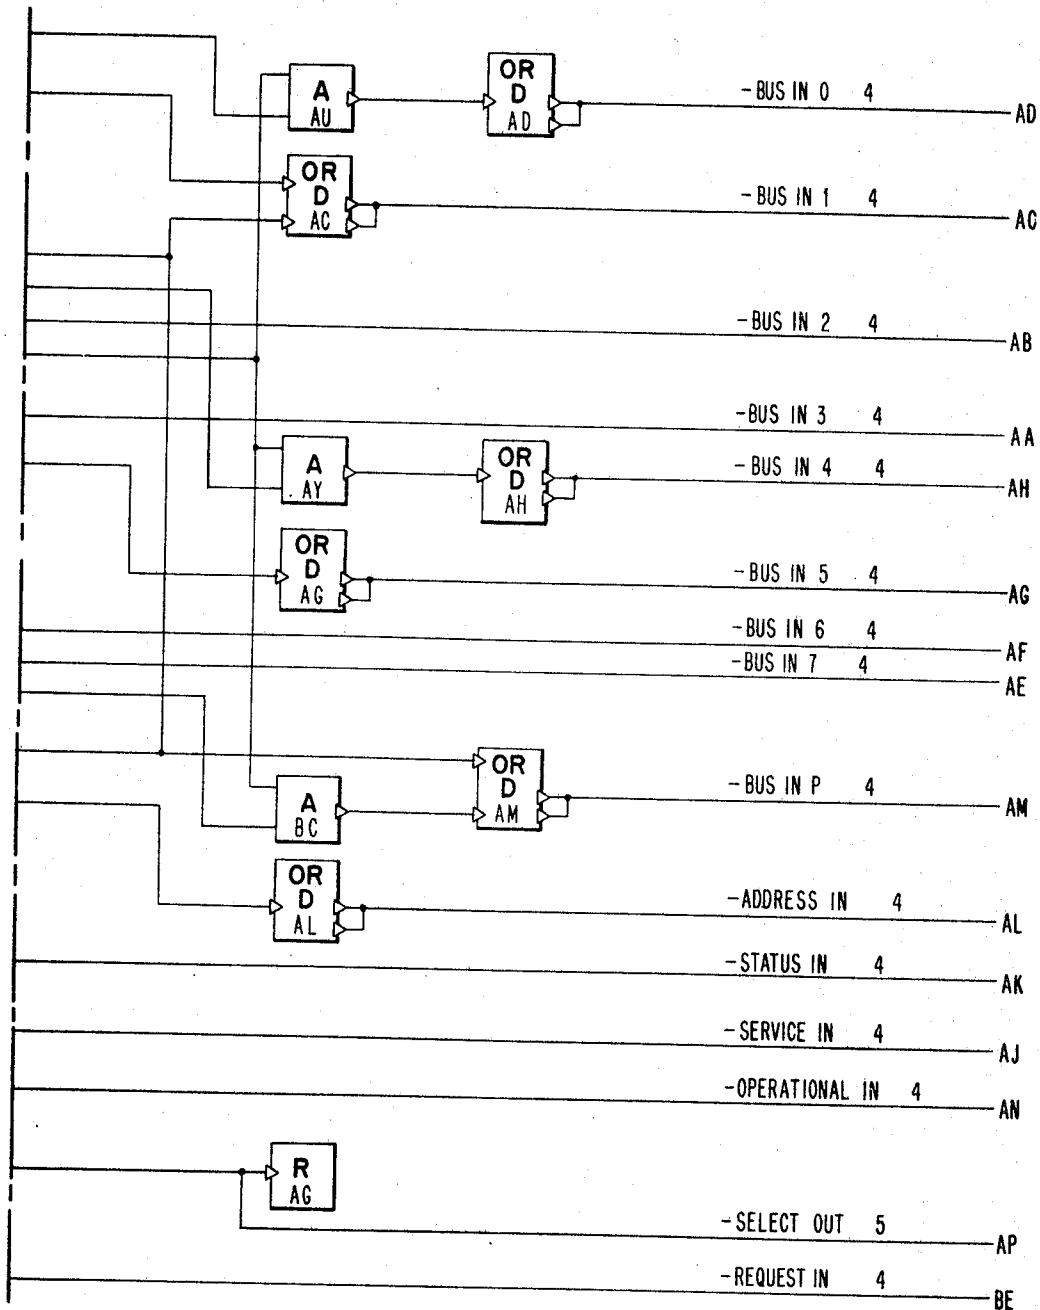 A
AU
OR
D
AD
-BUS IN 0 4
AD
OR
D
AC
-BUS IN 1 4
AC
-BUS IN 2 4
AB
-BUS IN 3 4
AA
A
AY
OR
D
AH
-BUS IN 4 4
AH
OR
D
AG
-BUS IN 5 4
AG
-BUS IN 6 4
AF
-BUS IN 7 4
AE
A
BC
OR
D
AM
-BUS IN P 4
AM
OR
D
AL
-ADDRESS IN 4
AL
-STATUS IN 4
AK
-SERVICE IN 4
AJ
-OPERATIONAL IN 4
AN
R
AG
-SELECT OUT 5
AP
-REQUEST IN 4
BE